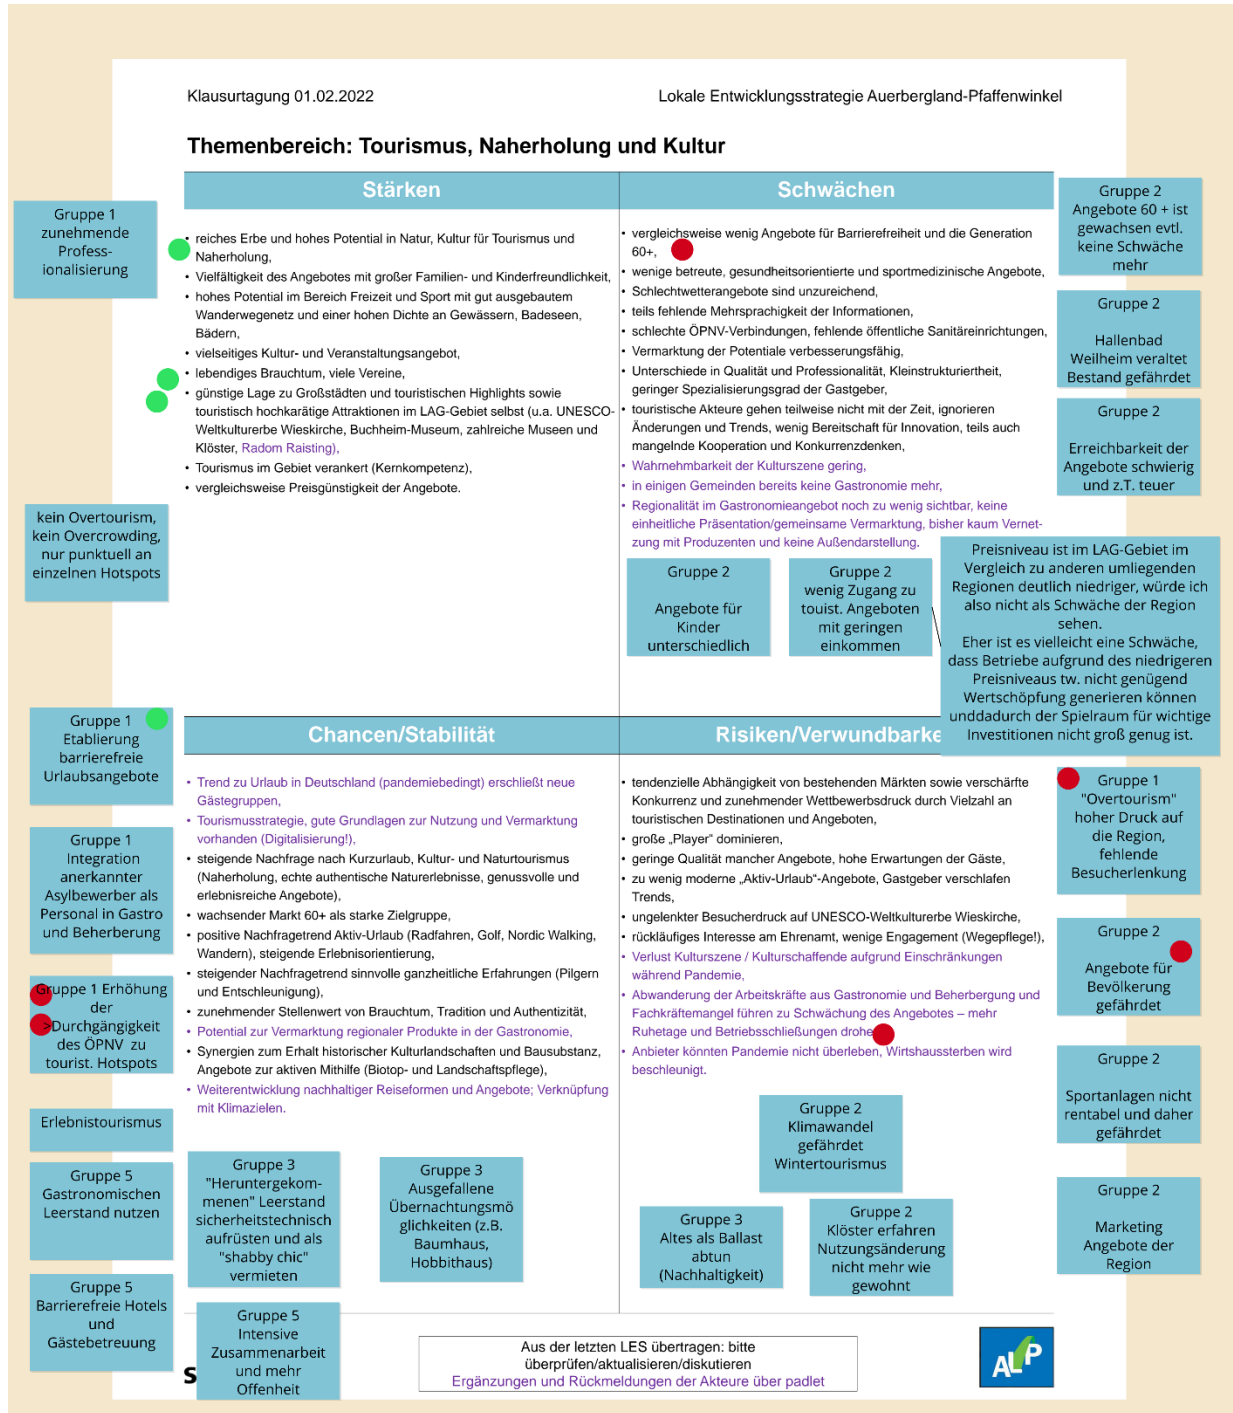 Klausurtagung 01.02.2022
Lokale Entwicklungsstrategie Auerbergland-Pfaffenwinkel
Themenbereich: Tourismus, Naherholung und Kultur
Stärken
• reiches Erbe und hohes Potential in Natur, Kultur für Tourismus und
Naherholung,
• Vielfältigkeit des Angebotes mit großer Familien- und Kinderfreundlichkeit,
• hohes Potential im Bereich Freizeit und Sport mit gut ausgebautem
Wanderwegenetz und einer hohen Dichte an Gewässern, Badeseen,
Bädern,
• vielseitiges Kultur- und Veranstaltungsangebot,
• lebendiges Brauchtum, viele Vereine,
• günstige Lage zu Großstädten und touristischen Highlights sowie
touristisch hochkarätige Attraktionen im LAG-Gebiet selbst (u.a. UNESCO-
Weltkulturerbe Wieskirche, Buchheim-Museum, zahlreiche Museen und
Klöster, Radom Raisting),
• Tourismus im Gebiet verankert (Kernkompetenz),
• vergleichsweise Preisgünstigkeit der Angebote.
Gruppe 1
zunehmende
Profess-
ionalisierung
kein Overtourism,
kein Overcrowding,
nur punktuell an
einzelnen Hotspots
Schwächen
• vergleichsweise wenig Angebote für Barrierefreiheit und die Generation
60+,
• wenige betreute, gesundheitsorientierte und sportmedizinische Angebote,
• Schlechtwetterangebote sind unzureichend,
• teils fehlende Mehrsprachigkeit der Informationen,
• schlechte ÖPNV-Verbindungen, fehlende öffentliche Sanitäreinrichtungen,
• Vermarktung der Potentiale verbesserungsfähig,
• Unterschiede in Qualität und Professionalität, Kleinstrukturiertheit,
geringer Spezialisierungsgrad der Gastgeber,
• touristische Akteure gehen teilweise nicht mit der Zeit, ignorieren
Änderungen und Trends, wenig Bereitschaft für Innovation, teils auch
mangelnde Kooperation und Konkurrenzdenken,
• Wahrnehmbarkeit der Kulturszene gering,
• in einigen Gemeinden bereits keine Gastronomie mehr,
• Regionalität im Gastronomieangebot noch zu wenig sichtbar, keine
einheitliche Präsentation/gemeinsame Vermarktung, bisher kaum Vernet-
zung mit Produzenten und keine Außendarstellung.
Gruppe 2
Angebote für
Kinder
unterschiedlich
Gruppe 2
wenig Zugang zu
touist. Angeboten
mit geringen
einkommen
Gruppe 2
Angebote 60 + ist
gewachsen evtl.
keine Schwäche
mehr
Gruppe 2
Hallenbad
Weilheim veraltet
Bestand gefährdet
Gruppe 2
Erreichbarkeit der
Angebote schwierig
und z.T. teuer
Preisniveau ist im LAG-Gebiet im
Vergleich zu anderen umliegenden
Regionen deutlich niedriger, würde ich
also nicht als Schwäche der Region
sehen.
Eher ist es vielleicht eine Schwäche,
dass Betriebe aufgrund des niedrigeren
Preisniveaus tw. nicht genügend
Wertschöpfung generieren können
unddadurch der Spielraum für wichtige
Investitionen nicht groß genug ist.
Chancen/Stabilität
• Trend zu Urlaub in Deutschland (pandemiebedingt) erschließt neue
Gästegruppen,
• Tourismusstrategie, gute Grundlagen zur Nutzung und Vermarktung
vorhanden (Digitalisierung!),
• steigende Nachfrage nach Kurzurlaub, Kultur- und Naturtourismus
(Naherholung, echte authentische Naturerlebnisse, genussvolle und
erlebnisreiche Angebote),
• wachsender Markt 60+ als starke Zielgruppe,
• positive Nachfragetrend Aktiv-Urlaub (Radfahren, Golf, Nordic Walking,
Wandern), steigende Erlebnisorientierung,
• steigender Nachfragetrend sinnvolle ganzheitliche Erfahrungen (Pilgern
und Entschleunigung),
• zunehmender Stellenwert von Brauchtum, Tradition und Authentizität,
• Potential zur Vermarktung regionaler Produkte in der Gastronomie,
• Synergien zum Erhalt historischer Kulturlandschaften und Bausubstanz,
Angebote zur aktiven Mithilfe (Biotop- und Landschaftspflege),
• Weiterentwicklung nachhaltiger Reiseformen und Angebote; Verknüpfung
mit Klimazielen.
Gruppe 1
Etablierung
barrierefreie
Urlaubsangebote
Gruppe 1
Integration
anerkannter
Asylbewerber als
Personal in Gastro
und Beherberung
Gruppe 1 Erhöhung
der
>Durchgängigkeit
des ÖPNV zu
tourist. Hotspots
Erlebnistourismus
Gruppe 5
Gastronomischen
Leerstand nutzen
Gruppe 5
Barrierefreie Hotels
und
Gästebetreuung
Gruppe 3
"Heruntergekom-
menen" Leerstand
sicherheitstechnisch
aufrüsten und als
"shabby chic"
vermieten
Gruppe 3
Ausgefallene
Übernachtungsmö
glichkeiten (z.B.
Baumhaus,
Hobbithaus)
Gruppe 5
Intensive
Zusammenarbeit
und mehr
Offenheit
Risiken/Verwundbarke
• tendenzielle Abhängigkeit von bestehenden Märkten sowie verschärfte
Konkurrenz und zunehmender Wettbewerbsdruck durch Vielzahl an
touristischen Destinationen und Angeboten,
• große „Player“ dominieren,
• geringe Qualität mancher Angebote, hohe Erwartungen der Gäste,
• zu wenig moderne „Aktiv-Urlaub“-Angebote, Gastgeber verschlafen
Trends,
• ungelenkter Besucherdruck auf UNESCO-Weltkulturerbe Wieskirche,
• rückläufiges Interesse am Ehrenamt, wenige Engagement (Wegepflege!),
• Verlust Kulturszene / Kulturschaffende aufgrund Einschränkungen
während Pandemie,
• Abwanderung der Arbeitskräfte aus Gastronomie und Beherbergung und
Fachkräftemangel führen zu Schwächung des Angebotes – mehr
Ruhetage und Betriebsschließungen drohe
• Anbieter könnten Pandemie nicht überleben, Wirtshaussterben wird
beschleunigt.
Gruppe 2
Klimawandel
gefährdet
Wintertourismus
Gruppe 3
Altes als Ballast
abtun
(Nachhaltigkeit)
Gruppe 2
Klöster erfahren
Nutzungsänderung
nicht mehr wie
gewohnt
Gruppe 1
"Overtourism"
hoher Druck auf
die Region,
fehlende
Besucherlenkung
Gruppe 2
Angebote für
Bevölkerung
gefährdet
Gruppe 2
Sportanlagen nicht
rentabel und daher
gefährdet
Gruppe 2
Marketing
Angebote der
Region
S
Aus der letzten LES übertragen: bitte
überprüfen/aktualisieren/diskutieren
Ergänzungen und Rückmeldungen der Akteure über padlet
ALP